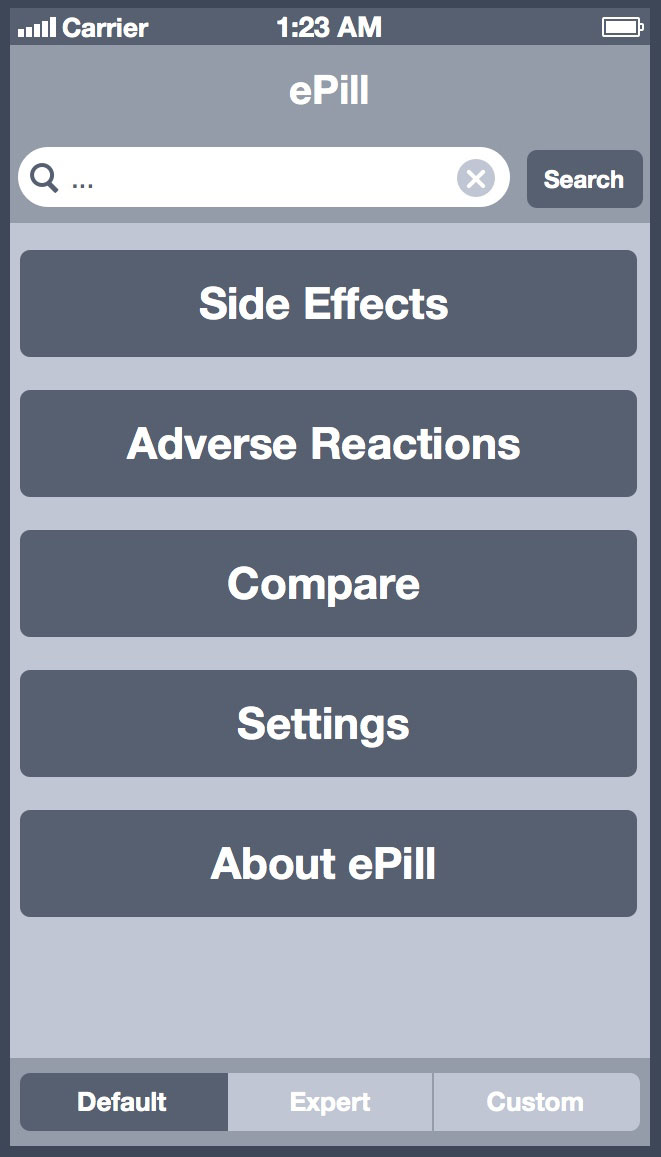 Carrier 1:23 AM
ePill
... Search
Side Effects
Adverse Reactions
Compare
Settings
About ePill
Default Expert Custom